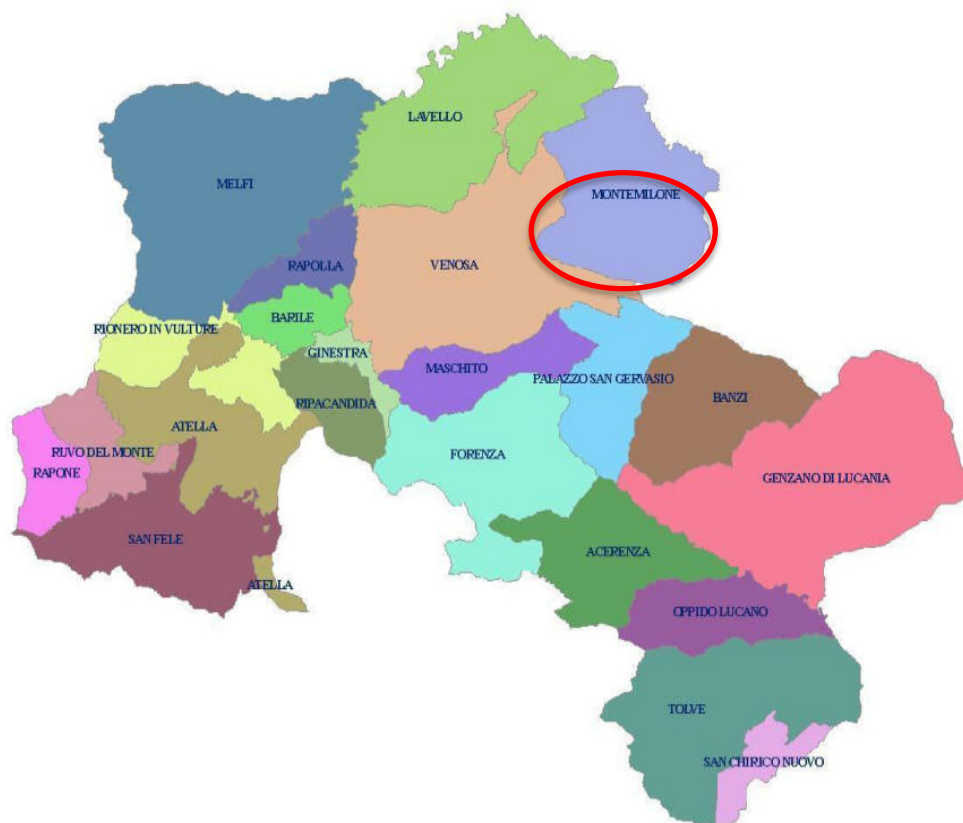 LAVELLO
MELFI
MONTEMILONE
VENOSA
RAPOLLA
BARILE
RIONERO IN VULTURE
GINESTRA
MASCHITO
PALAZZO SAN GERVASIO
RIPACANDIDA
BANZI
ATELLA
RUVO DEL MONTE
FORENZA
RAPONE
GENZANO DI LUCANIA
SAN FELE
ACERENZA
ATELLA
OPPIDO LUCANO
TOLVE
SAN CHIRICO NUOVO